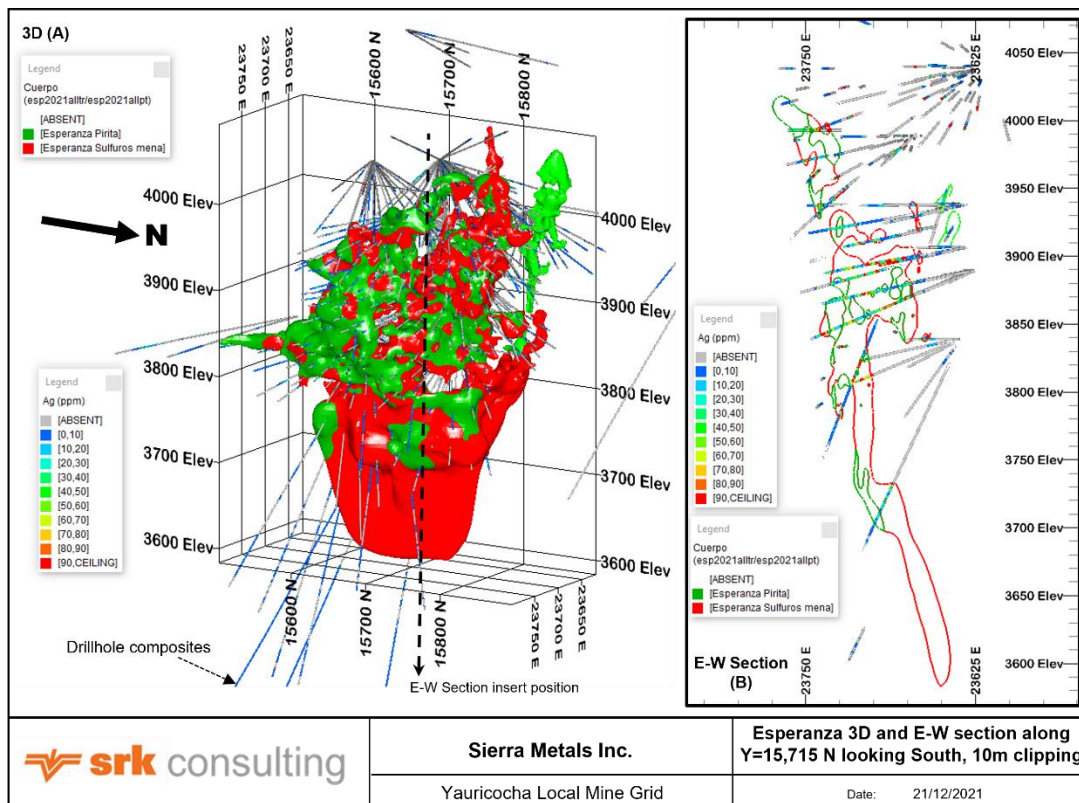 3D (A)
Legend
Cuerpo
(esp2021alltr/esp2021allpt)
[ABSENT]
[Esperanza Pirita]
[Esperanza Sulfuros mena]
N
Legend
Ag (ppm)
[ABSENT]
[0,10]
[10,20]
[20,30]
[30,40]
[40,50]
[50,60]
[60,70]
[70,80]
[80,90]
[90,CEILING]
23750 E
23700 E
23650 E
15600 N
15700 N
15800 N
4000 Elev
3900 Elev
3800 Elev
3700 Elev
3600 Elev
4000 Elev
3900 Elev
3800 Elev
3700 Elev
3600 Elev
15600 N
15700 N
15800 N
23750 E
23700 E
23650 E
Drillhole composites
E-W Section insert position
23750 E
23625 E
4050 Elev
4000 Elev
3950 Elev
3900 Elev
3850 Elev
3800 Elev
3750 Elev
3700 Elev
3650 Elev
3600 Elev
Legend
Ag (ppm)
[ABSENT]
[0,10]
[10,20]
[20,30]
[30,40]
[40,50]
[50,60]
[60,70]
[70,80]
[80,90]
[90,CEILING]
Legend
Cuerpo
(esp2021alltr/esp2021allpt)
[ABSENT]
[Esperanza Pirita]
[Esperanza Sulfuros mena]
E-W Section
(B)
23750 E
23625 E
srk consulting
Sierra Metals Inc.
Yauricocha Local Mine Grid
Esperanza 3D and E-W section along
Y=15,715 N looking South, 10m clipping
Date: 21/12/2021